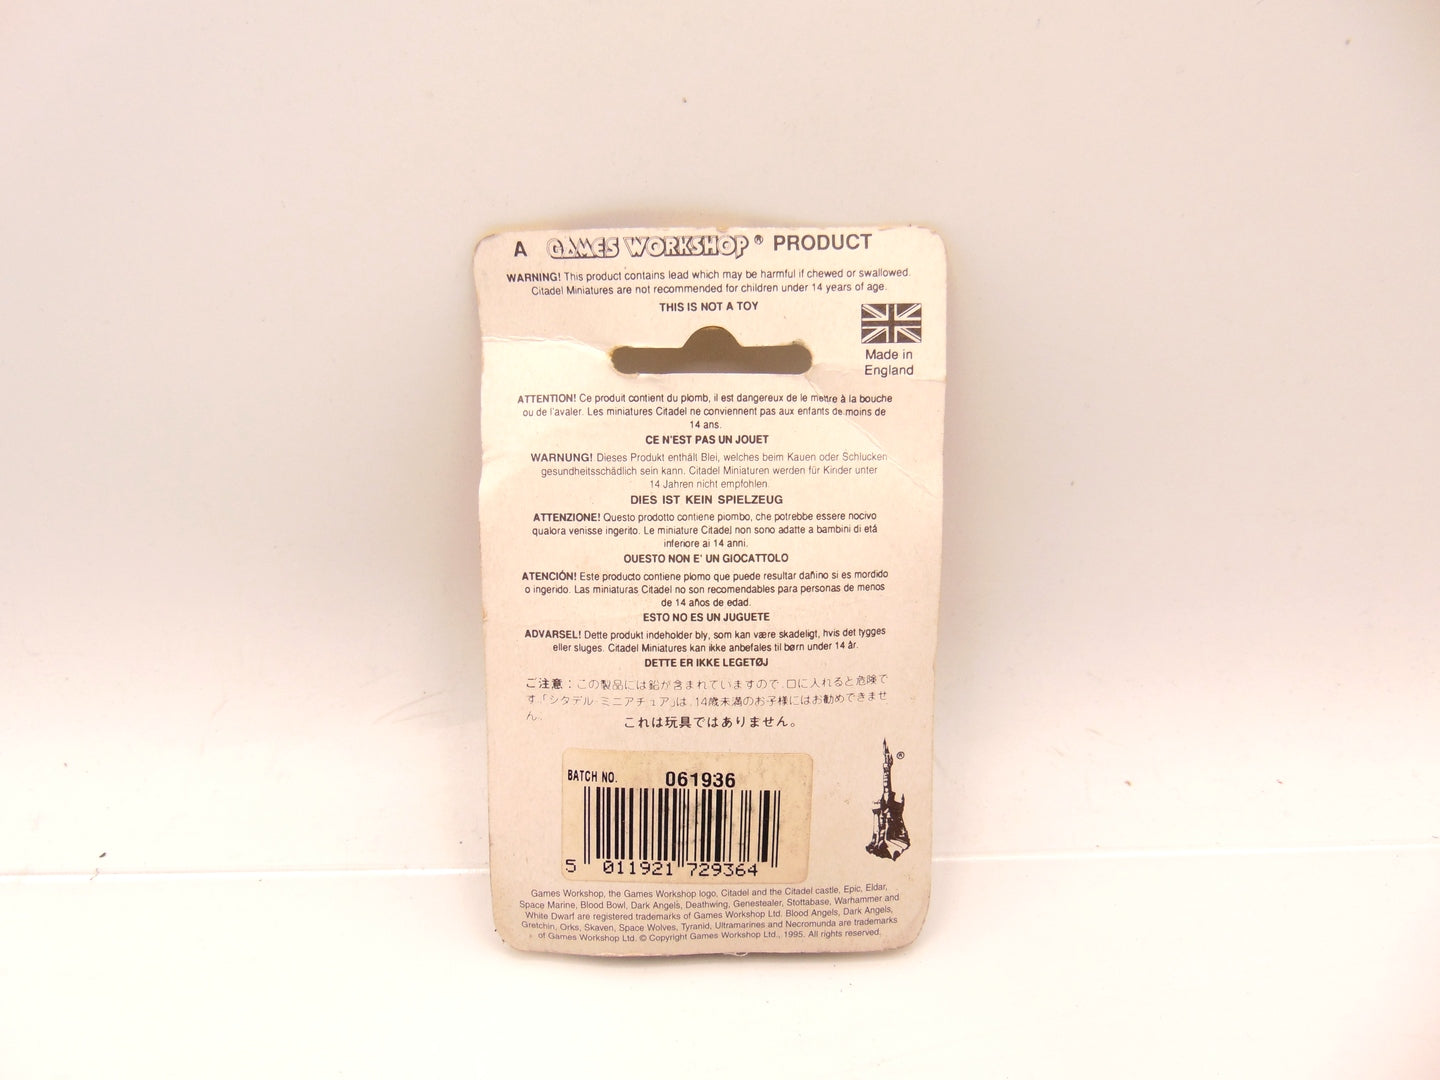 A GAMES WORKSHOP® PRODUCT
WARNING! This product contains lead which may be harmful if chewed or swallowed.
Citadel Miniatures are not recommended for children under 14 years of age.
THIS IS NOT A TOY
Made in
England
ATTENTION! Ce produit contient du plomb, il est dangereux de le mettre à la bouche
ou de l'avaler. Les miniatures Citadel ne conviennent pas aux enfants de moins de
14 ans.
CE N'EST PAS UN JOUET
WARNUNG! Dieses Produkt enthält Blei, welches beim Kauen oder Schlucken
gesundheitsschädlich sein kann. Citadel Miniaturen werden für Kinder unter
14 Jahren nicht empfohlen.
DIES IST KEIN SPIELZEUG
ATTENZIONE! Questo prodotto contiene piombo, che potrebbe essere nocivo
qualora venisse ingerito. Le miniature Citadel non sono adatte a bambini di etá
inferiore ai 14 anni.
OUESTO NON E' UN GIOCATTOLO
ATENCIÓN! Este producto contiene plomo que puede resultar dañino si es mordido
o ingerido. Las miniaturas Citadel no son recomendables para personas de menos
de 14 años de edad.
ESTO NO ES UN JUGUETE
ADVARSEL! Dette produkt indeholder bly, som kan være skadeligt, hvis det tygges
eller sluges. Citadel Miniatures kan ikke anbefales til børn under 14 år.
DETTE ER IKKE LEGETØJ
ご注意：この製品には鉛が含まれていますので、口に入れると危険で
す。「シタデル・ミニアチュア」は、14歳未満のお子様にはお勧めできませ
ん。
これは玩具ではありません。
BATCH NO. 061936
5 011921 729364
®
Games Workshop, the Games Workshop logo, Citadel and the Citadel castle, Epic, Eldar,
Space Marine, Blood Bowl, Dark Angels, Deathwing, Genestealer, Slottabase, Warhammer and
White Dwarf are registered trademarks of Games Workshop Ltd. Blood Angels, Dark Angels,
Gretchin, Orks, Skaven, Space Wolves, Tyranid, Ultramarines and Necromunda are trademarks
of Games Workshop Ltd. © Copyright Games Workshop Ltd., 1995. All rights reserved.